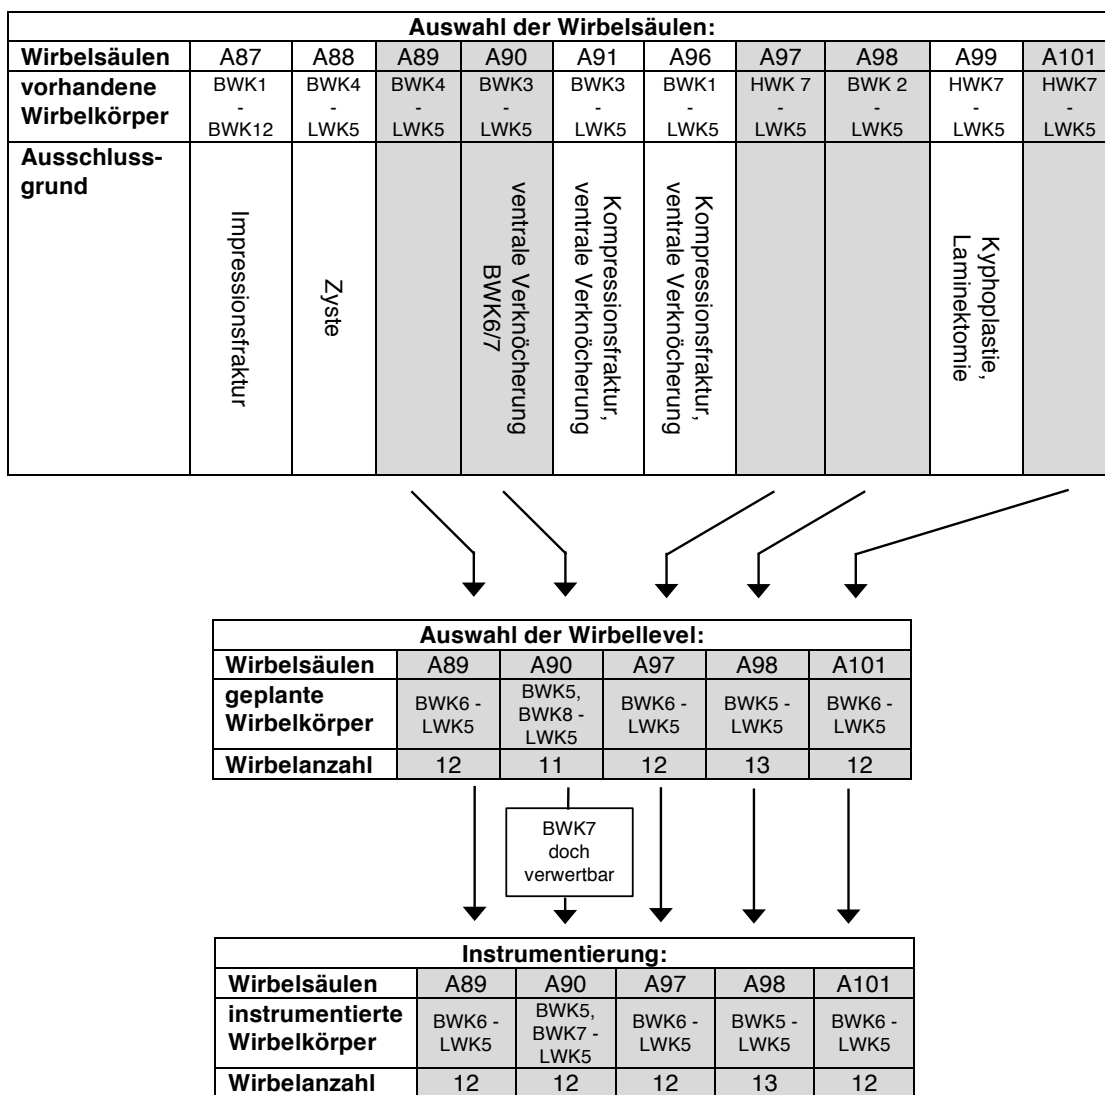 Auswahl der Wirbelsäulen:
Wirbelsäulen A87 A88 A89 A90 A91 A96 A97 A98 A99 A101
vorhandene Wirbelkörper
BWK1 - BWK12
BWK4 - LWK5
BWK4 - LWK5
BWK3 - LWK5
BWK3 - LWK5
BWK1 - LWK5
HWK 7 - LWK5
BWK 2 - LWK5
HWK7 - LWK5
HWK7 - LWK5
Ausschluss-
grund
Impressionsfraktur
Zyste
ventrale Verknöcherung
BWK6/7
Kompressionsfraktur,
ventrale Verknöcherung
Kompressionsfraktur,
ventrale Verknöcherung
Kyphoplastie,
Laminektomie
Auswahl der Wirbellevel:
Wirbelsäulen A89 A90 A97 A98 A101
geplante
Wirbelkörper
BWK6 -
LWK5
BWK5,
BWK8 -
LWK5
BWK6 -
LWK5
BWK5 -
LWK5
BWK6 -
LWK5
Wirbelanzahl 12 11 12 13 12
BWK7
doch
verwertbar
Instrumentierung:
Wirbelsäulen A89 A90 A97 A98 A101
instrumentierte
Wirbelkörper
BWK6 -
LWK5
BWK5,
BWK7 -
LWK5
BWK6 -
LWK5
BWK5 -
LWK5
BWK6 -
LWK5
Wirbelanzahl 12 12 12 13 12